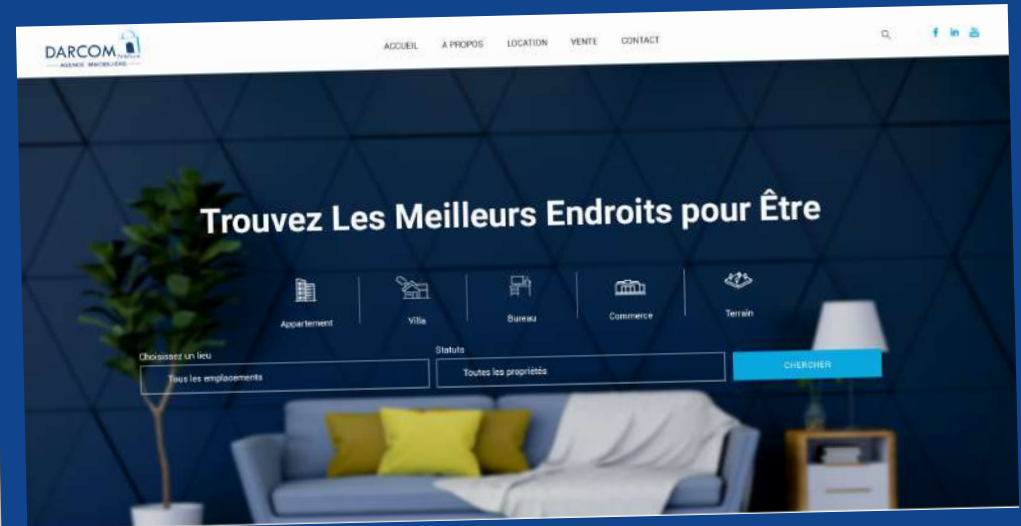 DARCOM
AGENCE IMMOBILIÈRE
ACCUEIL
A PROPOS
LOCATION
VENTE
CONTACT
Trouvez Les Meilleurs Endroits pour Être
Appartement
Villa
Bureau
Commerce
Terrain
Choisissez un lieu
Statuts
Tous les emplacements
Toutes les propriétés
CHERCHER